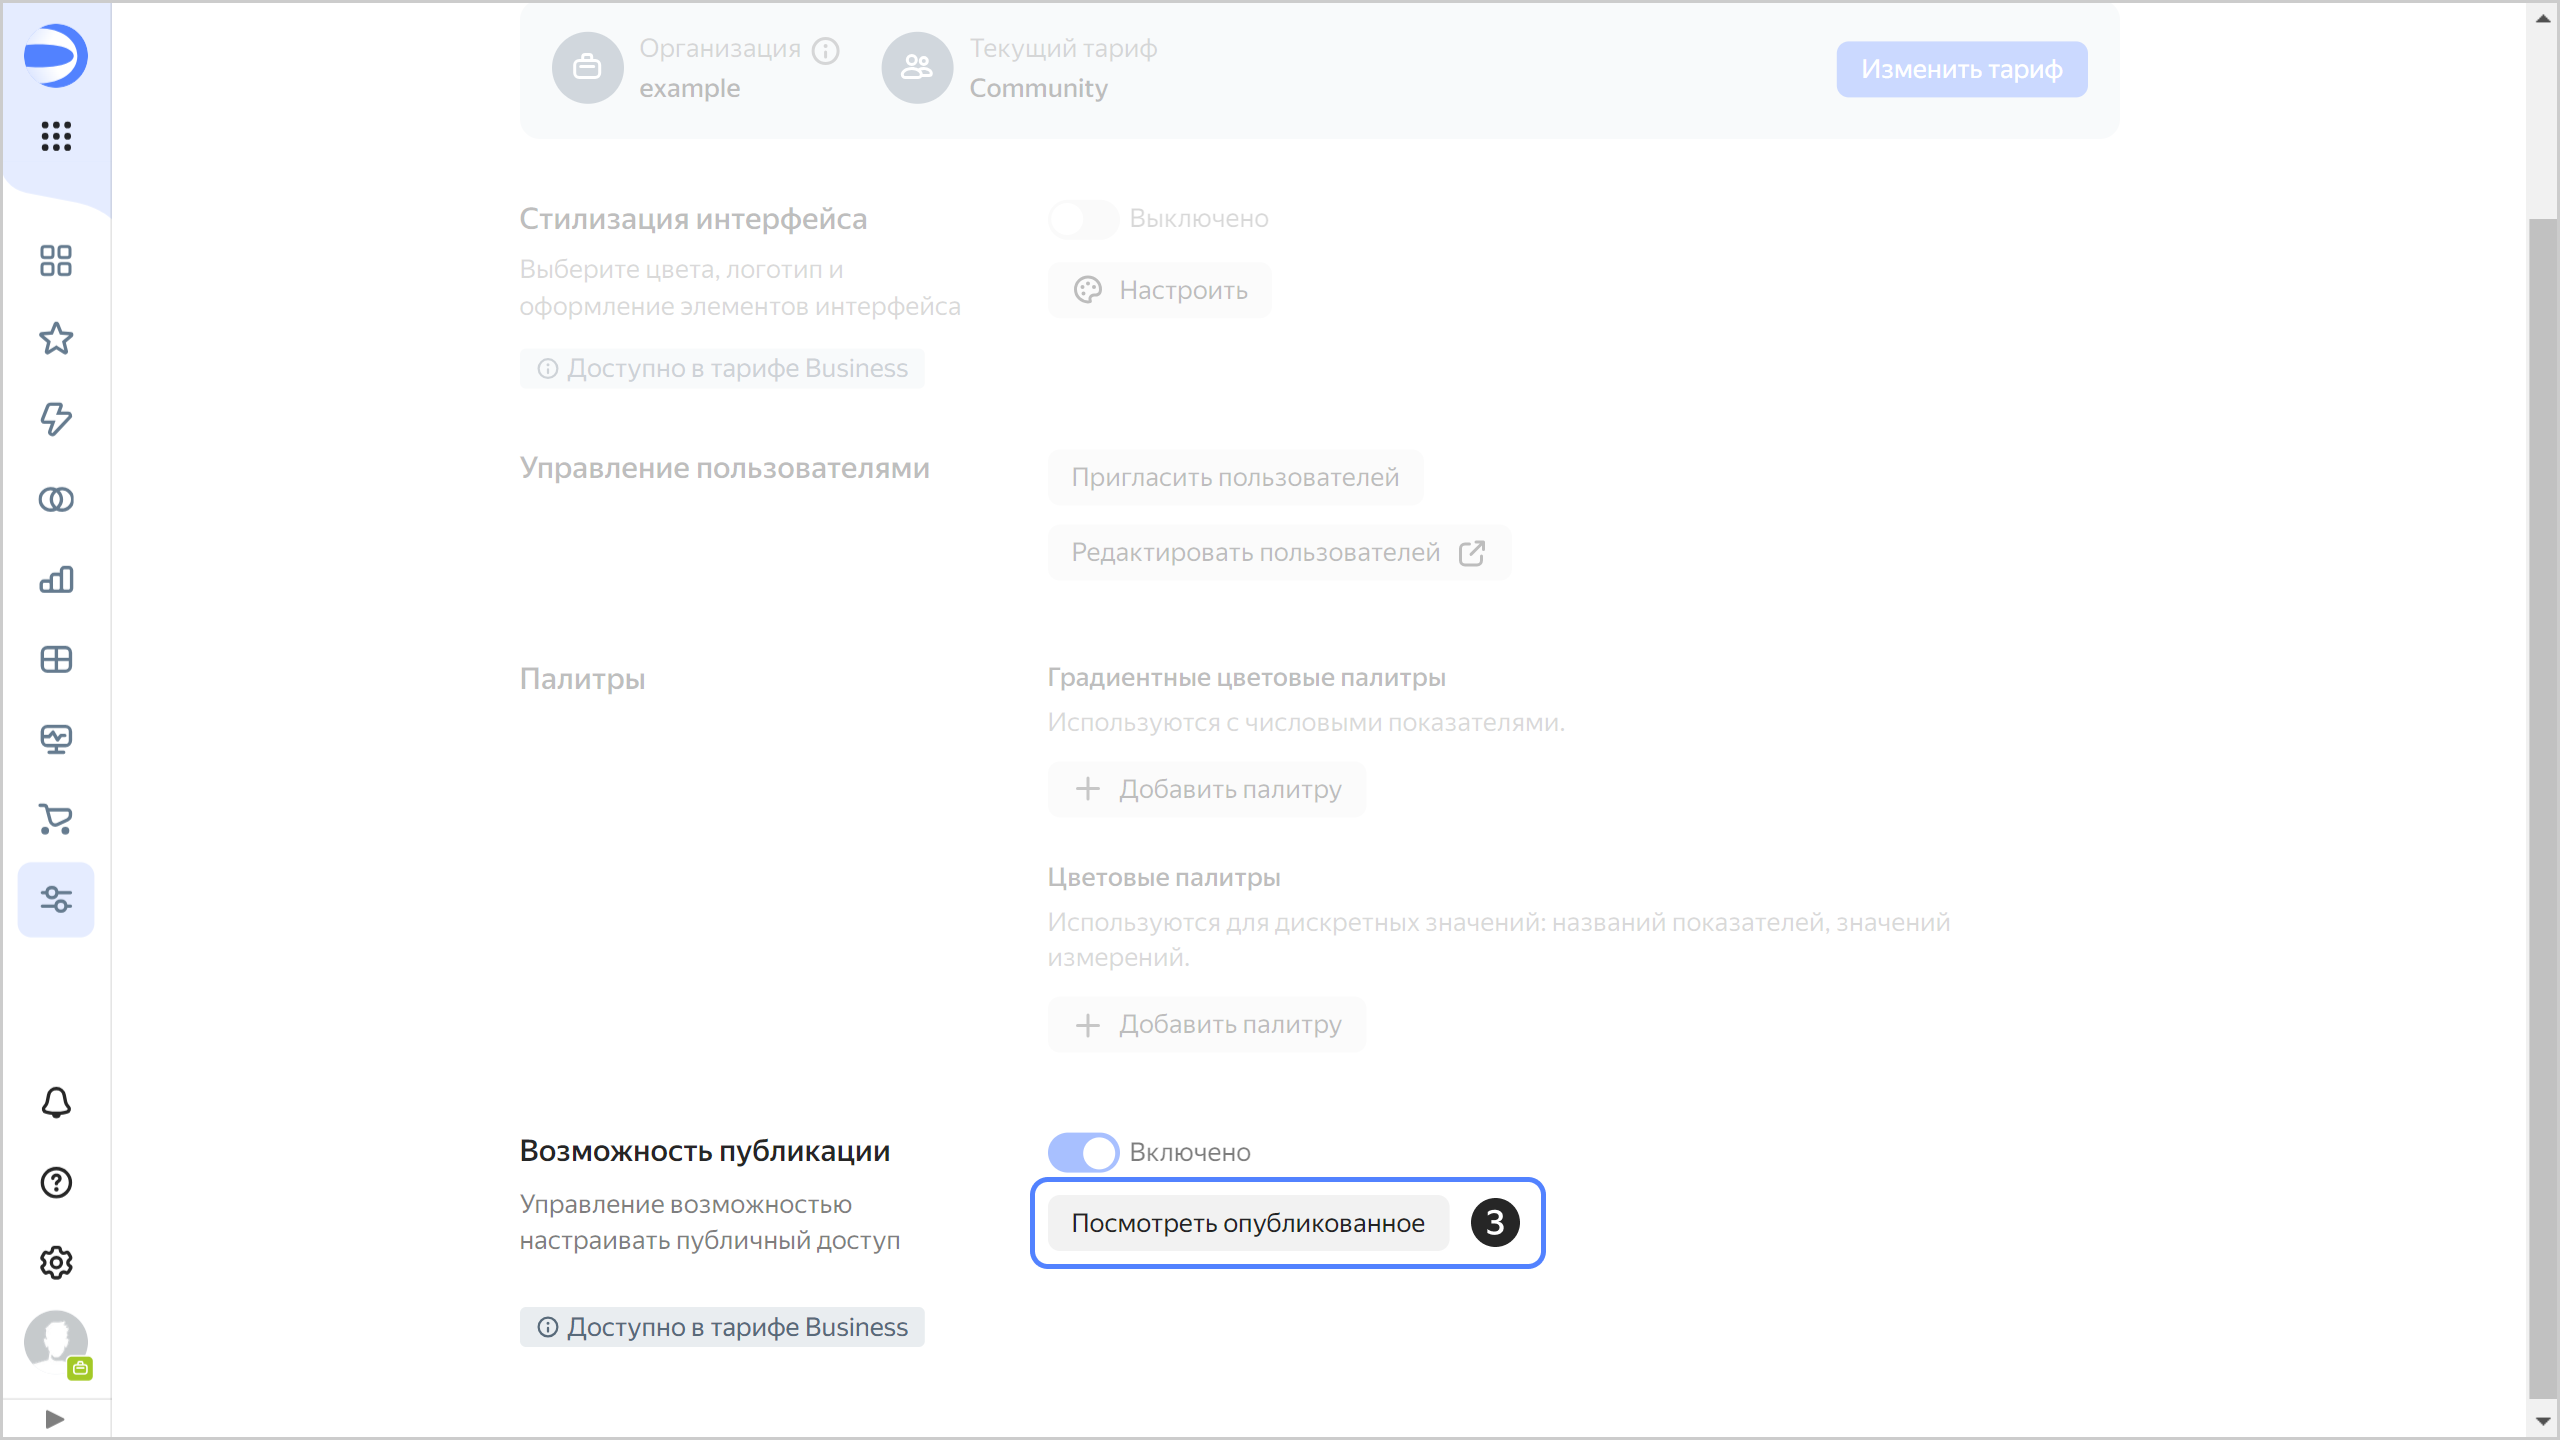 Организация
example
Текущий тариф
Community
Изменить тариф
Стилизация интерфейса
Выберите цвета, логотип и
оформление элементов интерфейса
Доступно в тарифе Business
Выключено
Настроить
Управление пользователями
Пригласить пользователей
Редактировать пользователей
Палитры
Градиентные цветовые палитры
Используются с числовыми показателями.
Добавить палитру
Цветовые палитры
Используются для дискретных значений: названий показателей, значений
измерений.
Добавить палитру
Возможность публикации
Управление возможностью
настраивать публичный доступ
Доступно в тарифе Business
Включено
Посмотреть опубликованное
3